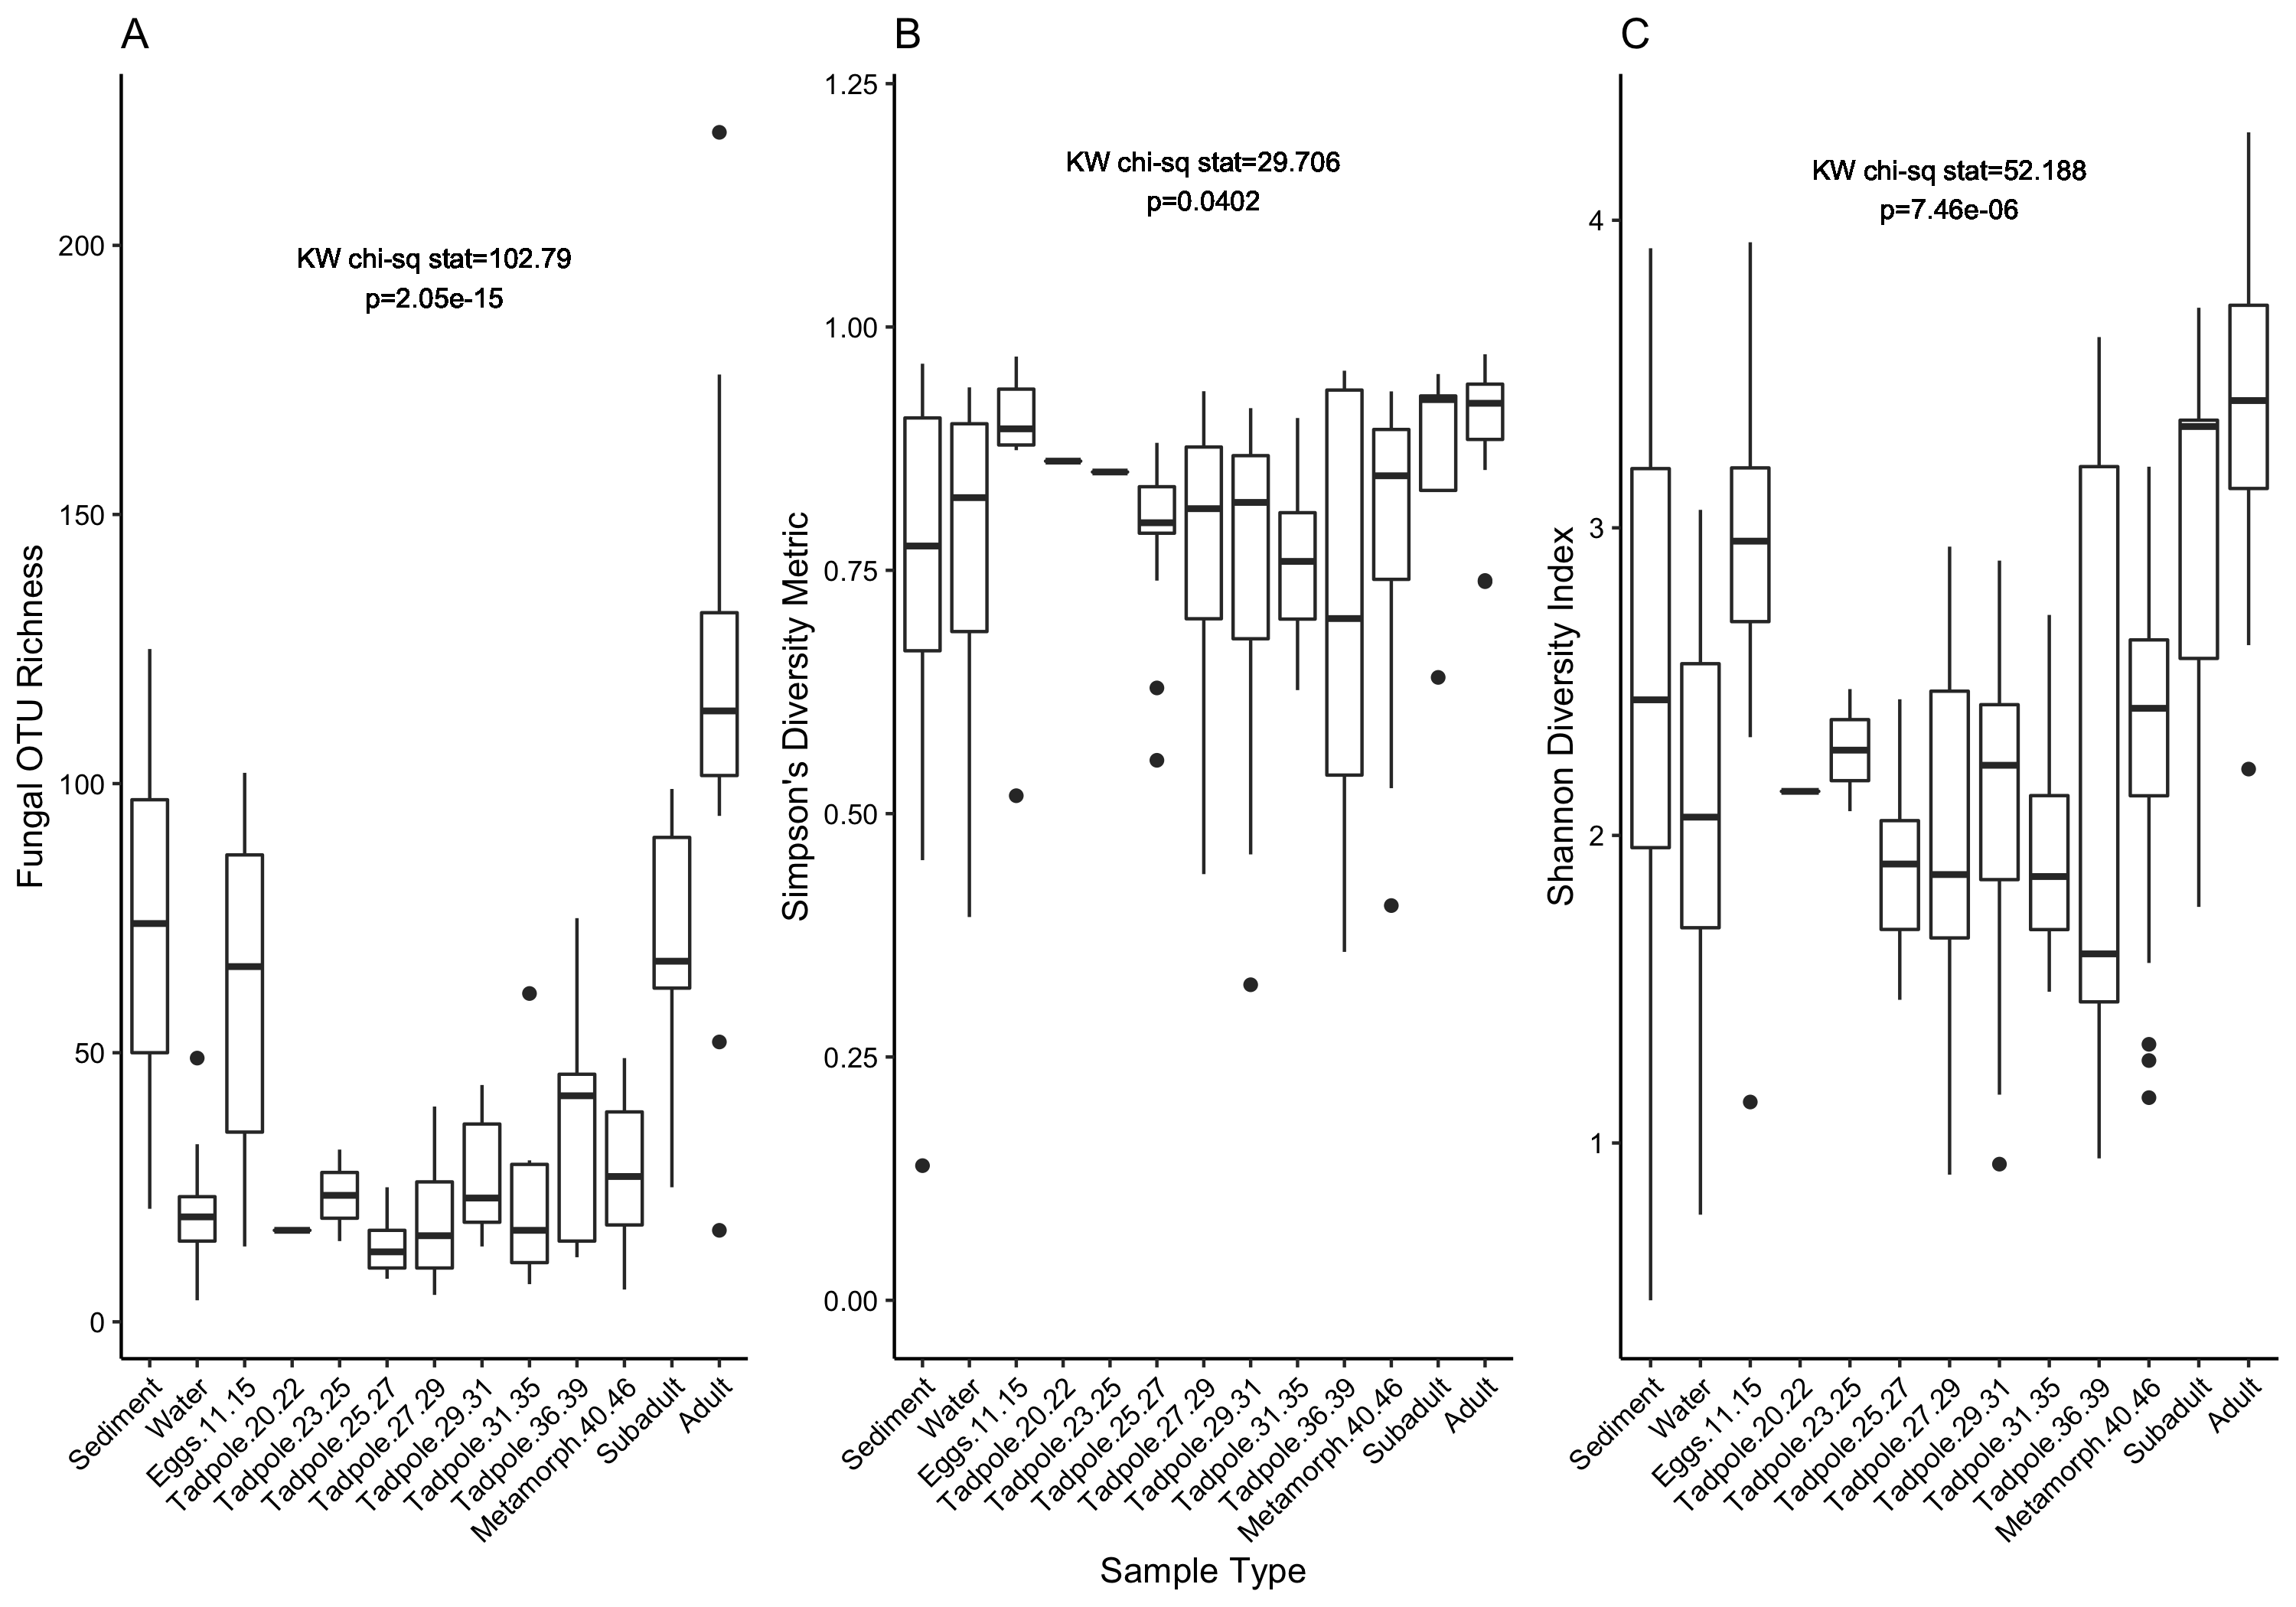 A
Fungal OTU Richness
200
150
100
50
0
KW chi-sq stat=102.79
p=2.05e-15
Sediment
Water
Eggs.11.15
Tadpole.20.22
Tadpole.23.25
Tadpole.25.27
Tadpole.27.29
Tadpole.29.31
Tadpole.31.35
Tadpole.36.39
Metamorph.40.46
Subadult
Adult
B
Simpson's Diversity Metric
1.25
1.00
0.75
0.50
0.25
0.00
KW chi-sq stat=29.706
p=0.0402
Sediment
Water
Eggs.11.15
Tadpole.20.22
Tadpole.23.25
Tadpole.25.27
Tadpole.27.29
Tadpole.29.31
Tadpole.31.35
Tadpole.36.39
Metamorph.40.46
Subadult
Adult
Sample Type
C
Shannon Diversity Index
4
3
2
1
KW chi-sq stat=52.188
p=7.46e-06
Sediment
Water
Eggs.11.15
Tadpole.20.22
Tadpole.23.25
Tadpole.25.27
Tadpole.27.29
Tadpole.29.31
Tadpole.31.35
Tadpole.36.39
Metamorph.40.46
Subadult
Adult